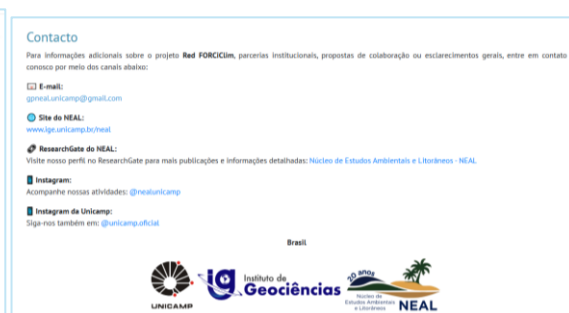 Contacto
Para informações adicionais sobre o projeto Red FORCIClim, parcerias institucionais, propostas de colaboração ou esclarecimentos gerais, entre em contato
conosco por meio dos canais abaixo:
E-mail:
gpneal.unicamp@gmail.com
Site do NEAL:
www.ige.unicamp.br/neal
ResearchGate do NEAL:
Visite nosso perfil no ResearchGate para mais publicações e informações detalhadas: Núcleo de Estudos Ambientais e Litorâneos - NEAL
Instagram:
Acompanhe nossas atividades: @nealunicamp
Instagram da Unicamp:
Siga-nos também em: @unicamp.oficial
Brasil
UNICAMP
ig Instituto de
Geociências
20 anos
Núcleo de
Estudos Ambientais
e Litorâneos
NEAL